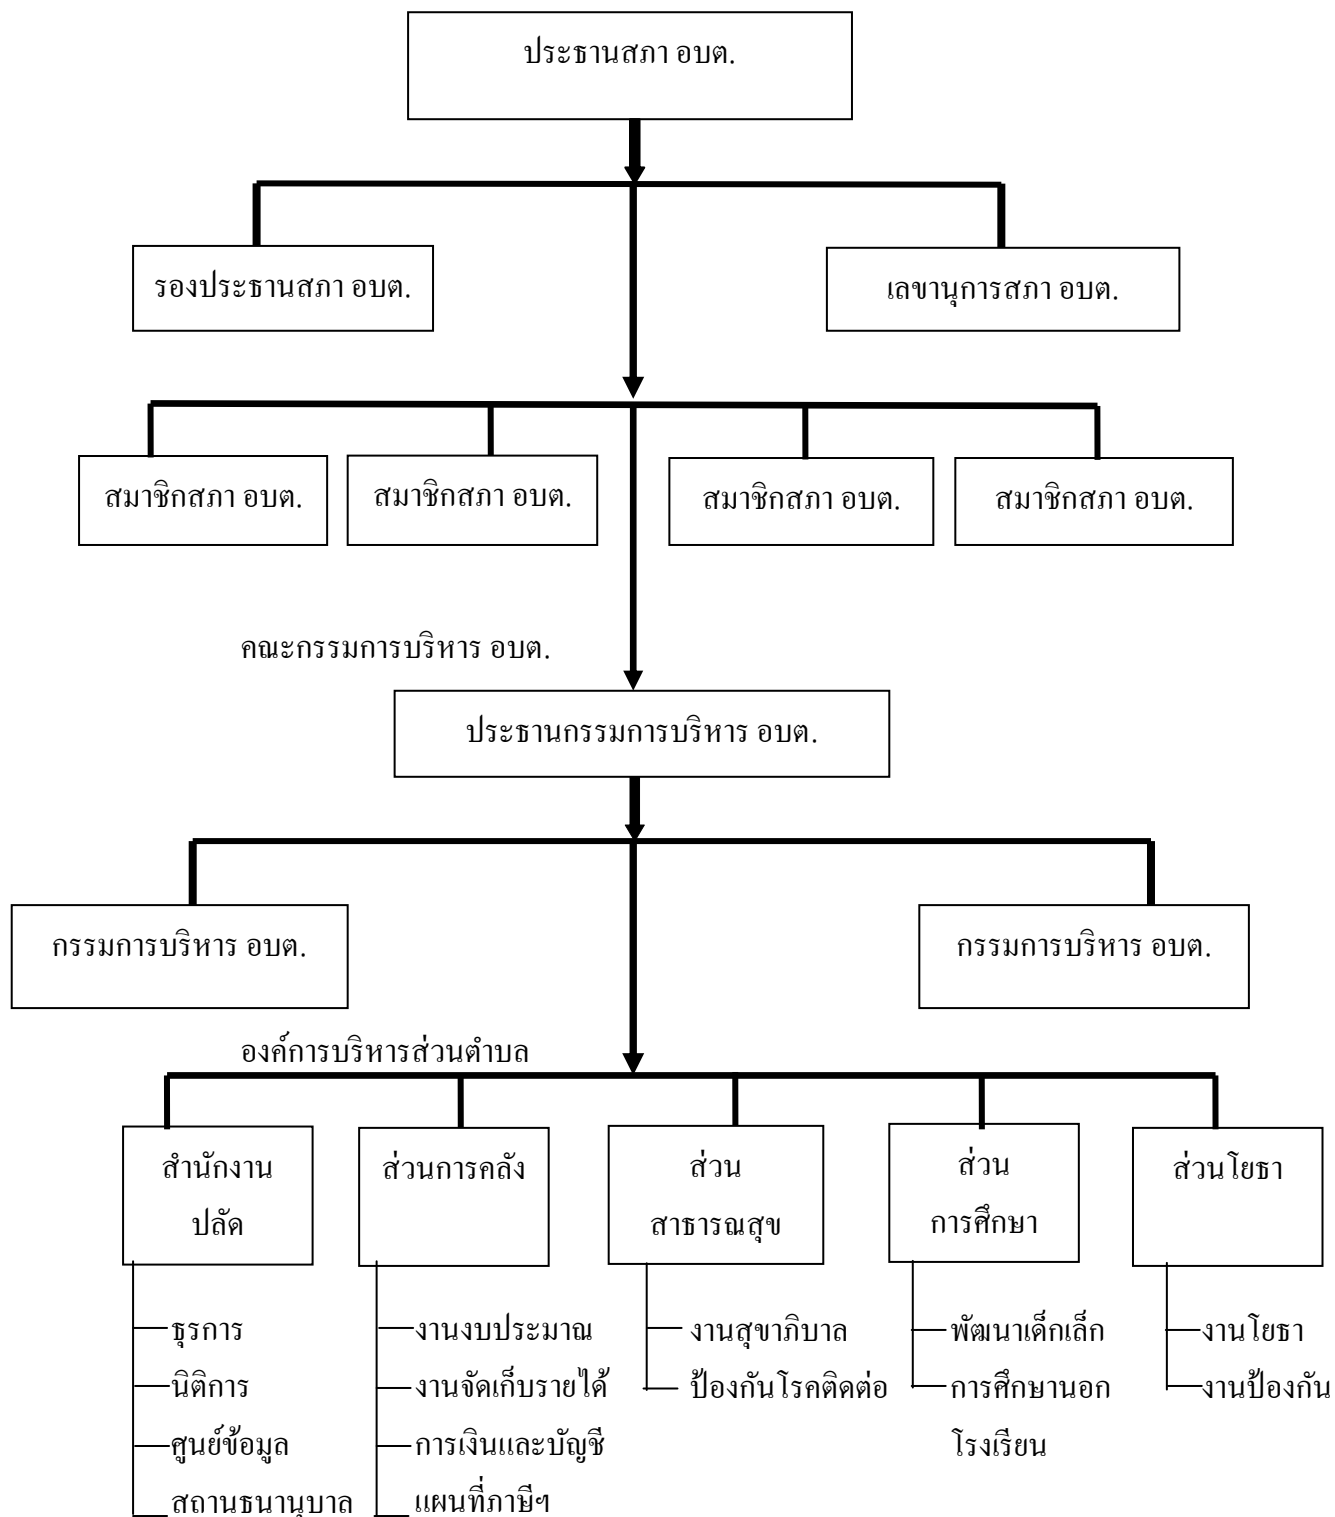 ประธานสภา อบต.
รองประธานสภา อบต.
เลขานุการสภา อบต.
สมาชิกสภา อบต.
สมาชิกสภา อบต.
สมาชิกสภา อบต.
สมาชิกสภา อบต.
คณะกรรมการบริหาร อบต.
ประธานกรรมการบริหาร อบต.
กรรมการบริหาร อบต.
กรรมการบริหาร อบต.
องค์การบริหารส่วนตำบล
สำนักงาน
ปลัด
ธุรการ
นิติการ
ศูนย์ข้อมูล
สถานธนานุบาล
ส่วนการคลัง
งานงบประมาณ
งานจัดเก็บรายได้
การเงินและบัญชี
แผนที่ภาษีฯ
ส่วน
สาธารณสุข
งานสุขาภิบาล
ป้องกันโรคติดต่อ
ส่วน
การศึกษา
พัฒนาเด็กเล็ก
การศึกษานอก
โรงเรียน
ส่วนโยธา
งานโยธา
งานป้องกัน